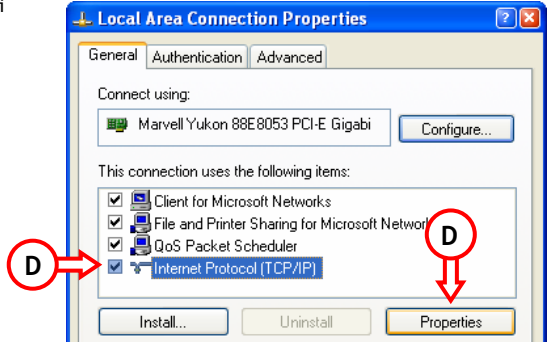 i
Local Area Connection Properties
General Authentication Advanced
Connect using:
Marvell Yukon 88E8053 PCI-E Gigabi Configure...
This connection uses the following items:
Client for Microsoft Networks
File and Printer Sharing for Microsoft Network
D
QoS Packet Scheduler
D
Internet Protocol (TCP/IP)
Install... Uninstall Properties